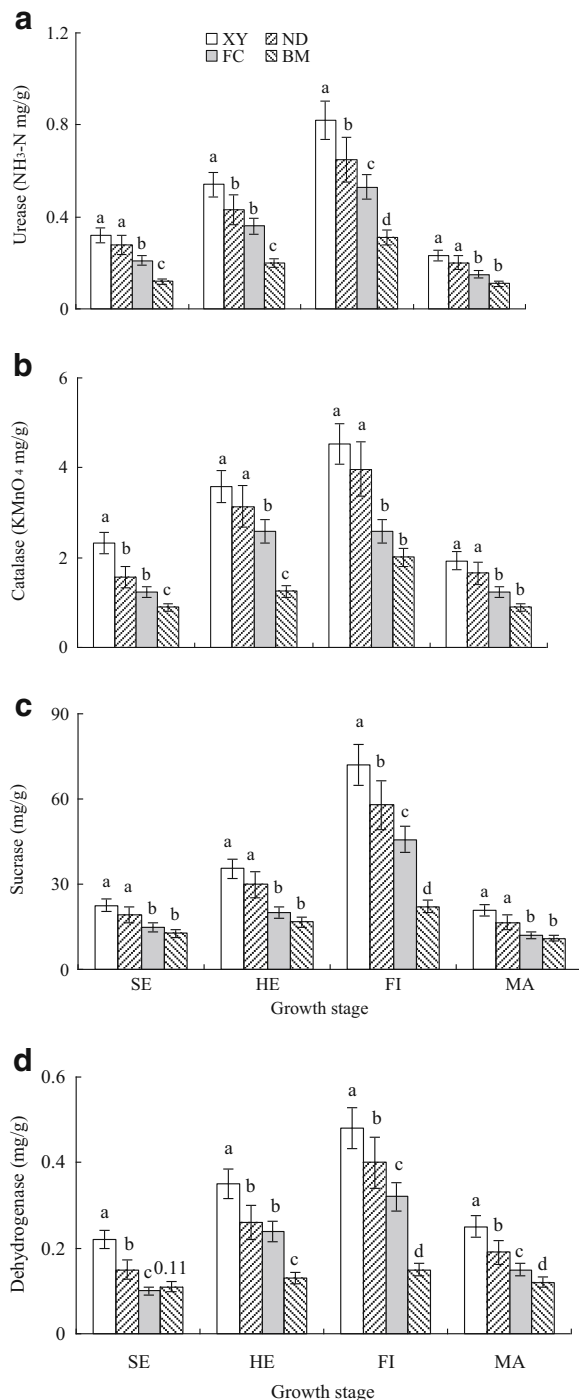 a
XY ND
FC BM
1.2
0.8
0.4
0
Urease (NH3-N mg/g)
a a b c
a b b c
a b c d
a a b b
b
6
4
2
0
Catalase (KMnO4 mg/g)
a b b c
a a b c
a a b b
a a b b
c
90
60
30
0
Sucrase (mg/g)
a a b b
a a b b
a b c d
a a b b
SE HE FI MA
Growth stage
d
0.6
0.4
0.2
0
Dehydrogenase (mg/g)
a b c 0.11
a b b c
a b c d
a b c d
SE HE FI MA
Growth stage